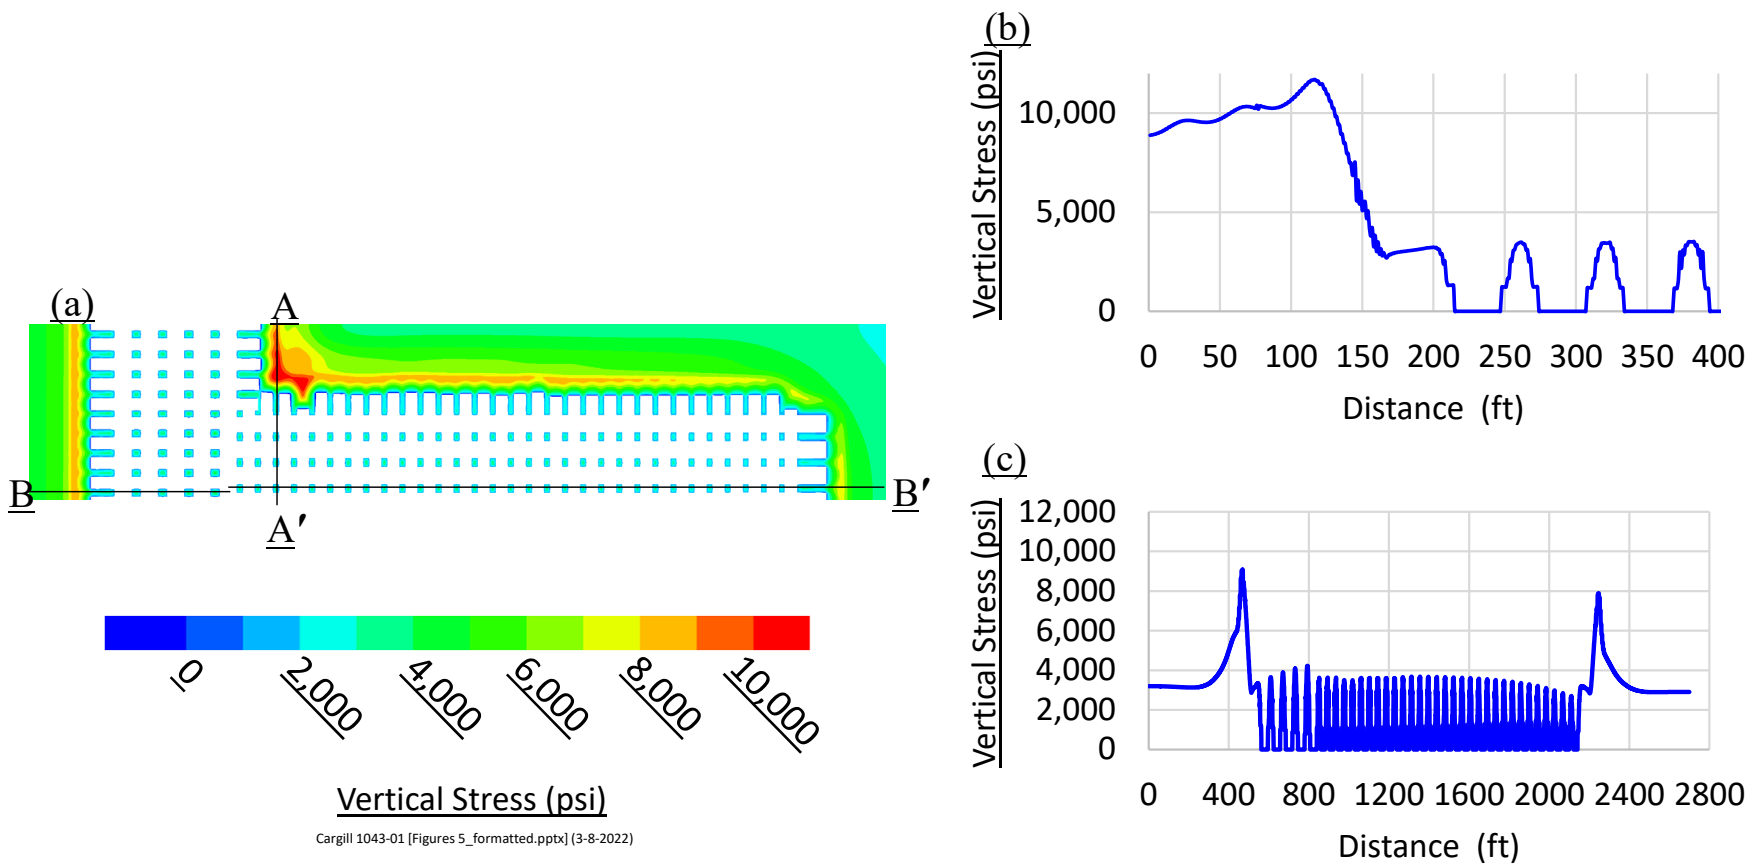 (a)
A
B
B′
A′
0
2,000
4,000
6,000
8,000
10,000
Vertical Stress (psi)
Cargill 1043-01 [Figures 5_formatted.pptx] (3-8-2022)
(b)
Vertical Stress (psi)
10,000
5,000
0
0 50 100 150 200 250 300 350 400
Distance (ft)
(c)
Vertical Stress (psi)
12,000
10,000
8,000
6,000
4,000
2,000
0
0 400 800 1200 1600 2000 2400 2800
Distance (ft)